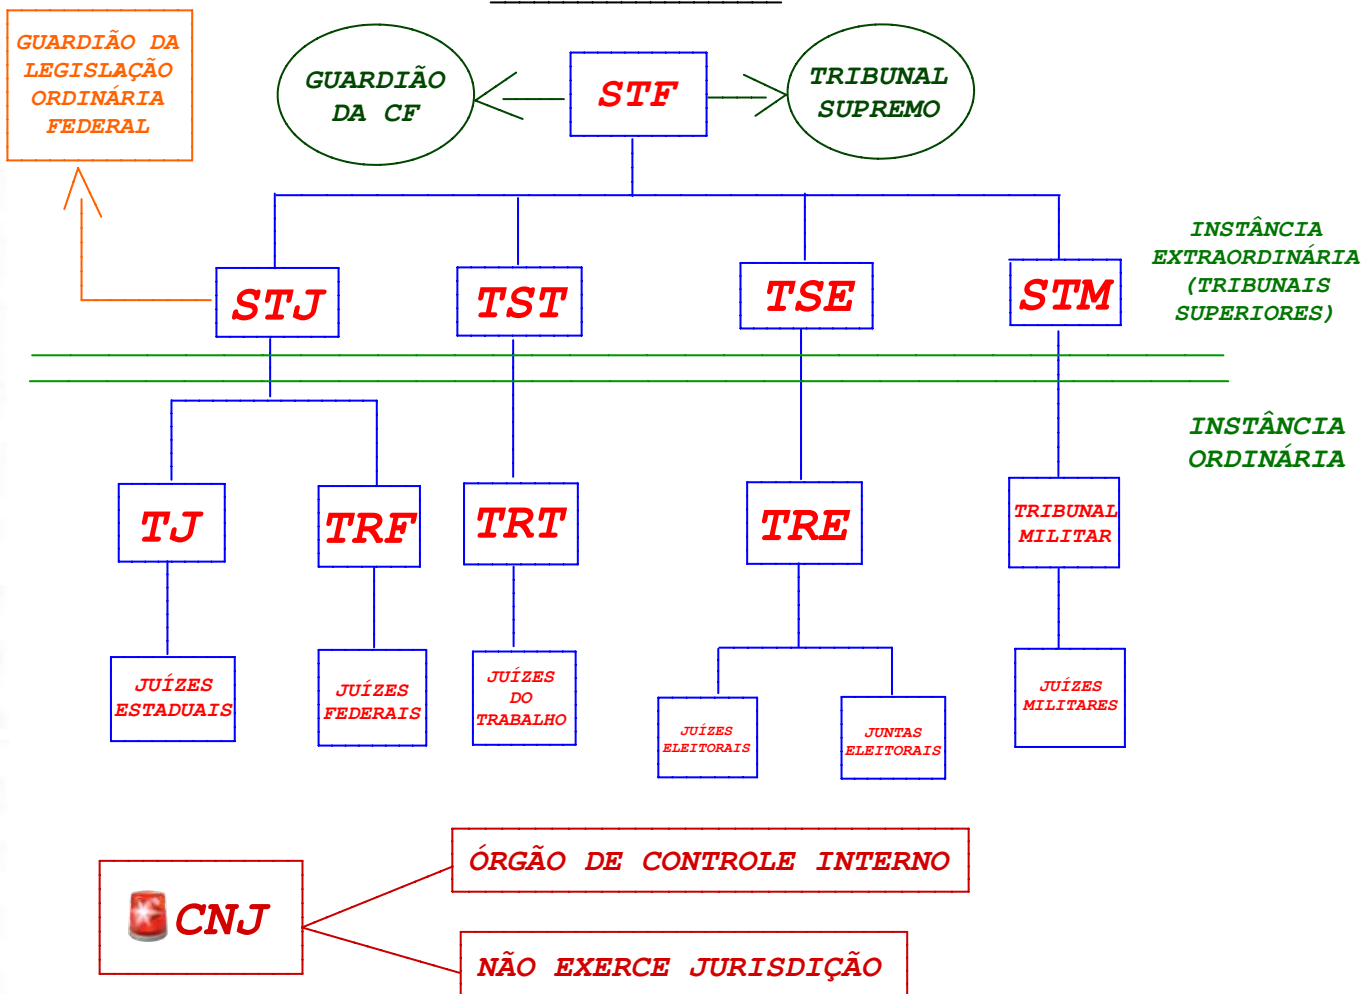 GUARDIÃO DA
LEGISLAÇÃO
ORDINÁRIA
FEDERAL
GUARDIÃO
DA CF
STF
TRIBUNAL
SUPREMO
STJ
TST
TSE
STM
INSTÂNCIA
EXTRAORDINÁRIA
(TRIBUNAIS
SUPERIORES)
INSTÂNCIA
ORDINÁRIA
TJ
TRF
TRT
TRE
TRIBUNAL
MILITAR
JUÍZES
ESTADUAIS
JUÍZES
FEDERAIS
JUÍZES
DO
TRABALHO
JUÍZES
ELEITORAIS
JUNTAS
ELEITORAIS
JUÍZES
MILITARES
CNJ
ÓRGÃO DE CONTROLE INTERNO
NÃO EXERCE JURISDIÇÃO